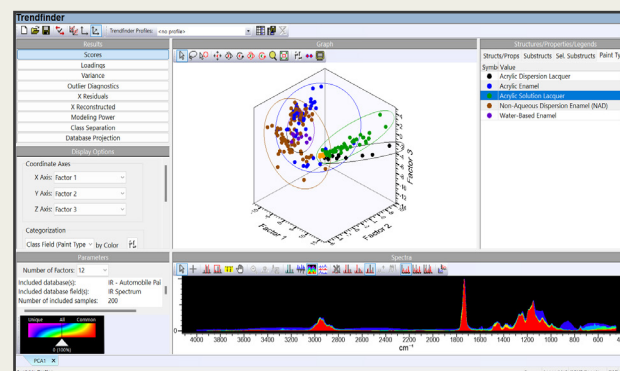 Trendfinder
Trendfinder Profiles: <no profile>
Results
Scores
Loadings
Variance
Outlier Diagnostics
X Residuals
X Reconstructed
Modeling Power
Class Separation
Database Projection
Display Options
Coordinate Axes
X Axis: Factor 1
Y Axis: Factor 2
Z Axis: Factor 3
Categorization
Class Field (Paint Type by Color
Graph
Factor 1
Factor 2
Factor 3
Structures/Properties/Legends
Structs/Props Substructs Sel. Substructs Paint Ty
Symb Value
Acrylic Dispersion Lacquer
Acrylic Enamel
Acrylic Solution Lacquer
Non-Aqueous Dispersion Enamel (NAD)
Water-Based Enamel
Parameters
Number of factors: 12
Included database(s): IR - Automobile Pai
Included database field(s): IR Spectrum
Number of included samples: 200
Unique All Common
0 (100%)
Spectra
0
4000 3800 3600 3400 3200 3000 2800 2600 2400 2200 2000 1800 1600 1400 1200 1000 800 600
cm⁻¹
PCA1 ×